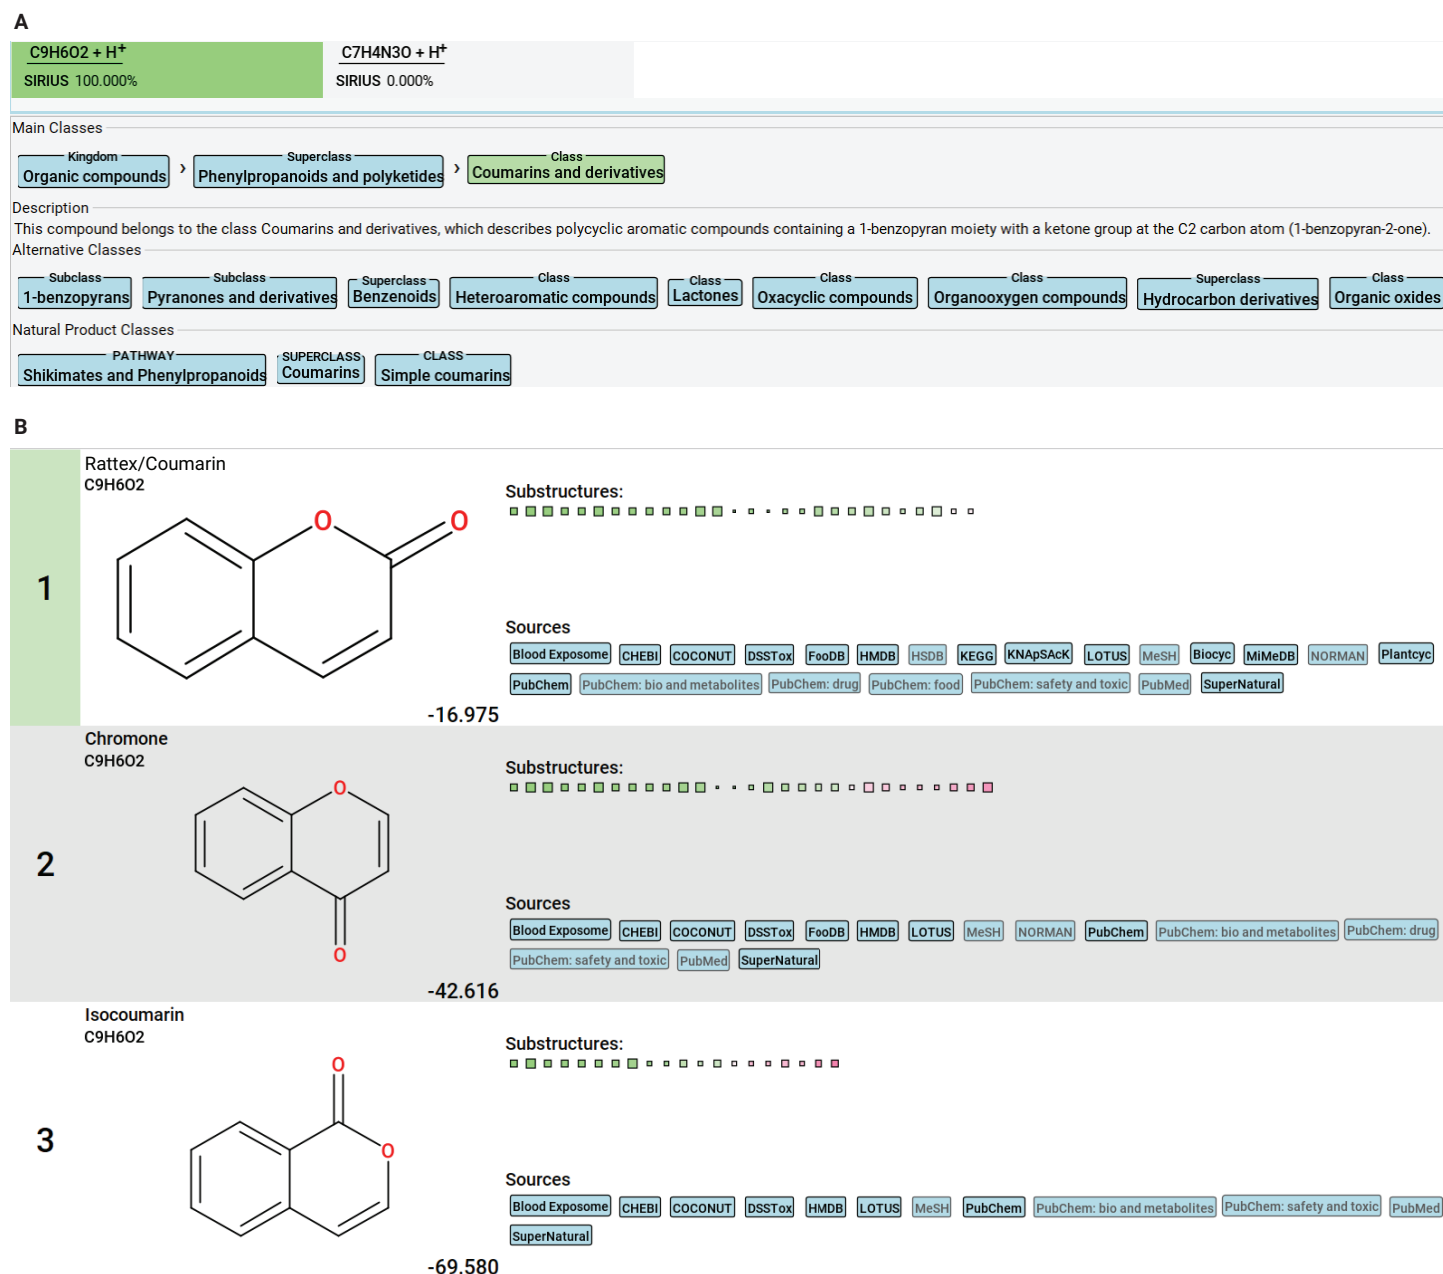 A
C9H6O2 + H+ C7H4N3O + H+
SIRIUS 100.000% SIRIUS 0.000%
Main Classes
Kingdom Superclass Class
Organic compounds › Phenylpropanoids and polyketides › Coumarins and derivatives
Description
This compound belongs to the class Coumarins and derivatives, which describes polycyclic aromatic compounds containing a 1-benzopyran moiety with a ketone group at the C2 carbon atom (1-benzopyran-2-one).
Alternative Classes
Subclass Subclass Superclass Class Class Class Class Superclass Class
1-benzopyrans Pyranones and derivatives Benzenoids Heteroaromatic compounds Lactones Oxacyclic compounds Organooxygen compounds Hydrocarbon derivatives Organic oxides
Natural Product Classes
PATHWAY SUPERCLASS CLASS
Shikimates and Phenylpropanoids Coumarins Simple coumarins
B
1
Rattex/Coumarin
C9H6O2
O O
-16.975
Substructures:
Sources
Blood Exposome CHEBI COCONUT DSSTox FooDB HMDB HSDB KEGG KNApSAcK LOTUS MeSH Biocyc MiMeDB NORMAN Plantcyc
PubChem PubChem: bio and metabolites PubChem: drug PubChem: food PubChem: safety and toxic PubMed SuperNatural
2
Chromone
C9H6O2
O
O
-42.616
Substructures:
Sources
Blood Exposome CHEBI COCONUT DSSTox FooDB HMDB LOTUS MeSH NORMAN PubChem PubChem: bio and metabolites PubChem: drug
PubChem: safety and toxic PubMed SuperNatural
3
Isocoumarin
C9H6O2
O
O
-69.580
Substructures:
Sources
Blood Exposome CHEBI COCONUT DSSTox HMDB LOTUS MeSH PubChem PubChem: bio and metabolites PubChem: safety and toxic PubMed
SuperNatural